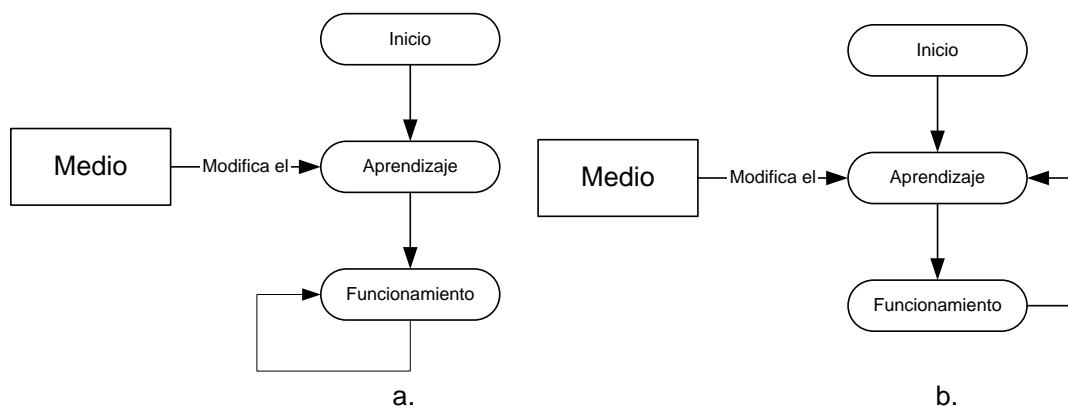 Inicio
Medio
Modifica el
Aprendizaje
Funcionamiento
a.
Inicio
Medio
Modifica el
Aprendizaje
Funcionamiento
b.